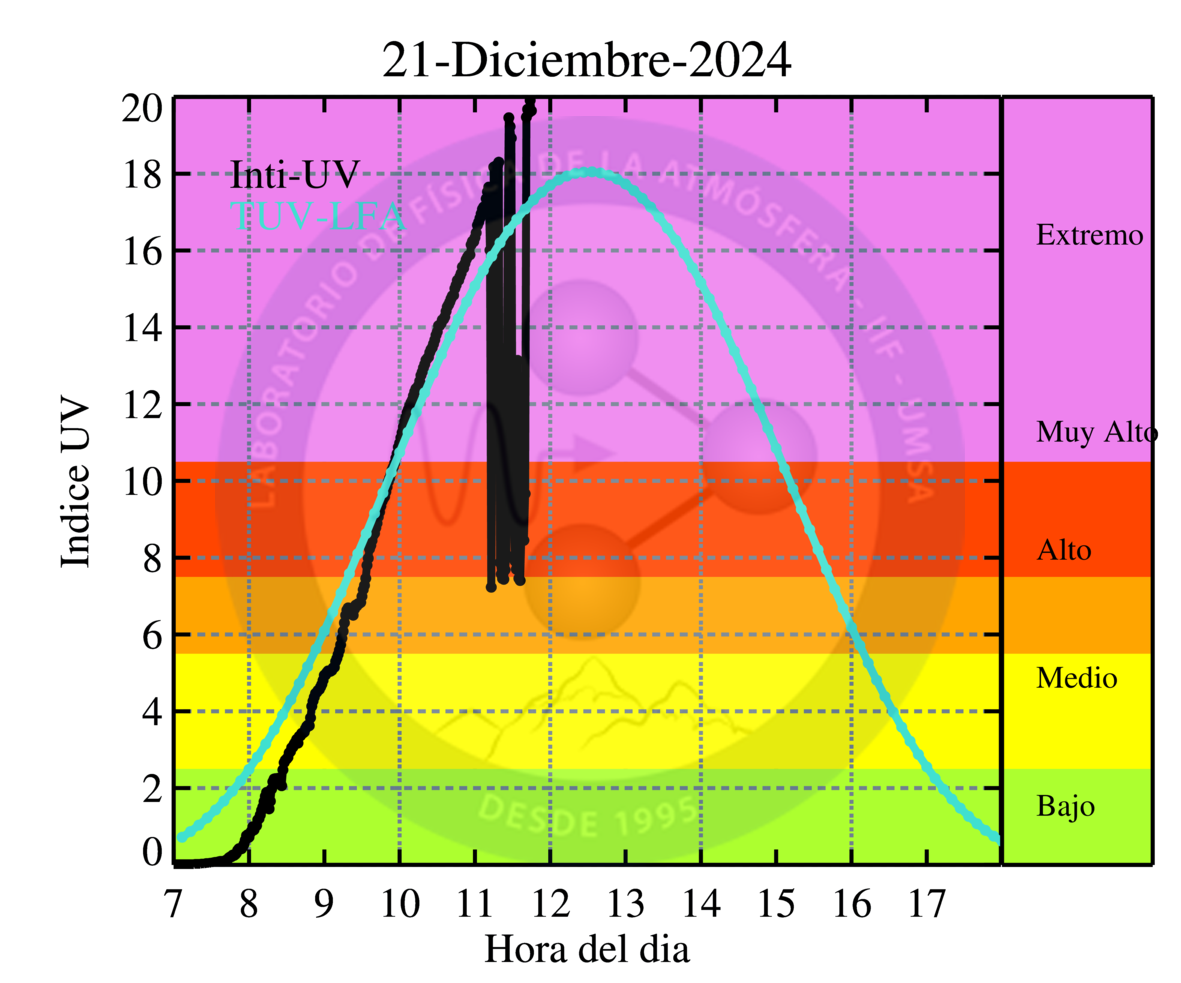 21-Diciembre-2024
Inti-UV
TUV-LFA
LABORATORIO DE FÍSICA DE LA ATMÓSFERA - IIF - UMSA
DESDE 1995
Indice UV
20
18
16
14
12
10
8
6
4
2
0
Extremo
Muy Alto
Alto
Medio
Bajo
7 8 9 10 11 12 13 14 15 16 17
Hora del dia